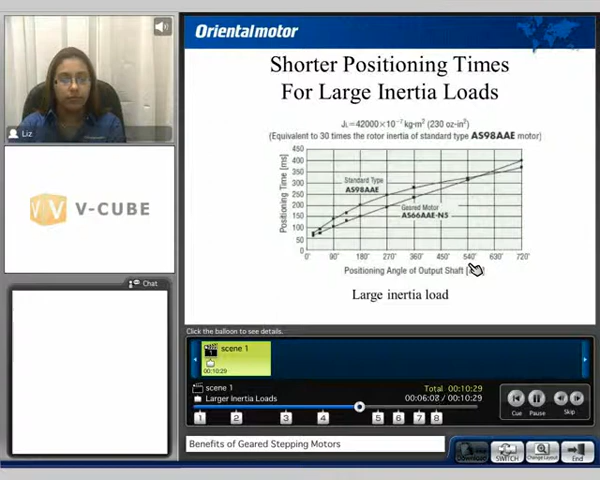 Liz
V-CUBE
Chat
Orientalmotor
Shorter Positioning Times
For Large Inertia Loads
JL=42000×10⁻⁷ kg·m² (230 oz-in²)
(Equivalent to 30 times the rotor inertia of standard type AS98AAE motor)
Positioning Time [ms]
450
400
350
300
250
200
150
100
50
0
Standard Type
AS98AAE
Geared Motor
AS66AAE-N5
0° 90° 180° 270° 360° 450° 540° 630° 720°
Positioning Angle of Output Shaft
Large inertia load
Click the balloon to see details.
scene 1
1
00:10:29
scene 1
Total 00:10:29
Larger Inertia Loads
/ 00:10:29
1 2 3 4 5 6 7 8
Cue Pause Skip
Benefits of Geared Stepping Motors
SWITCH
Change Layout
End